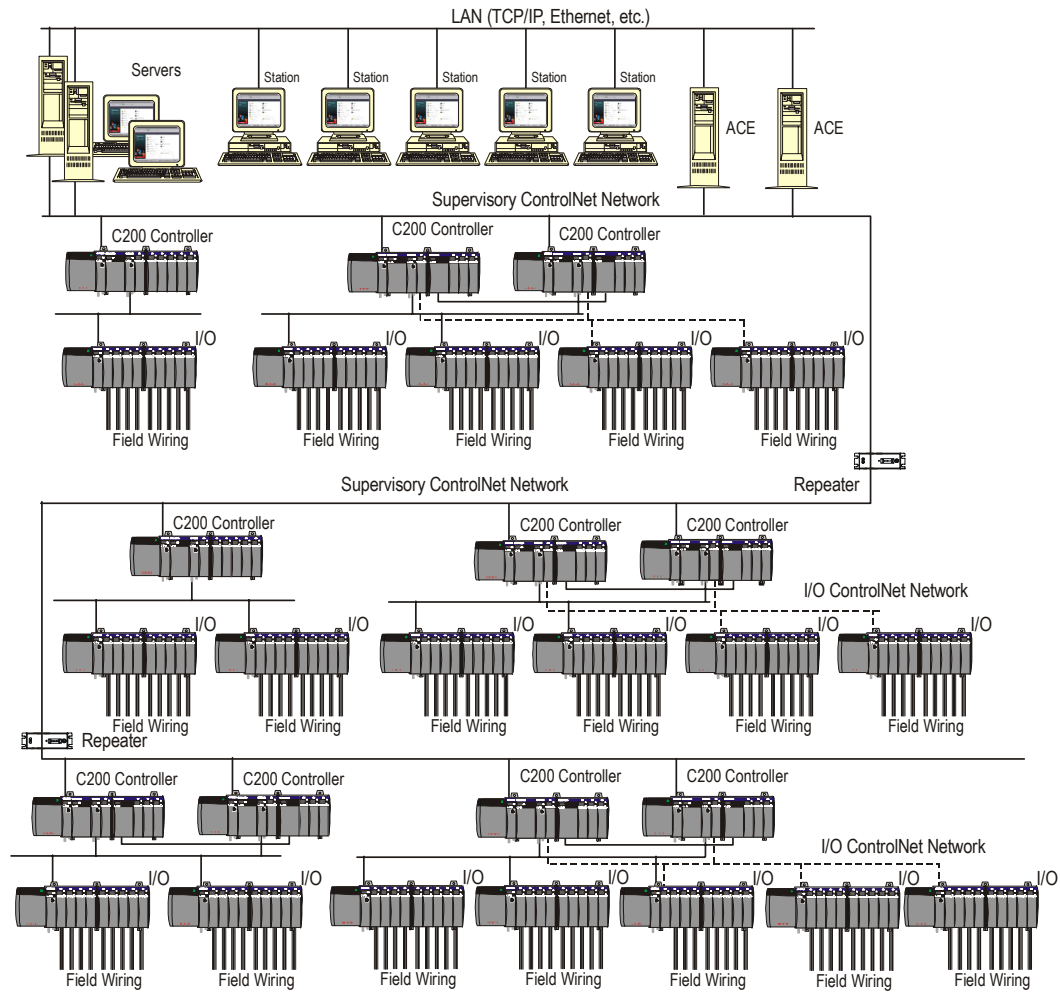 LAN (TCP/IP, Ethernet, etc.)
Servers
Station
Station
Station
Station
Station
ACE
ACE
Supervisory ControlNet Network
C200 Controller
C200 Controller
C200 Controller
I/O
I/O
I/O
I/O
I/O
Field Wiring
Field Wiring
Field Wiring
Field Wiring
Field Wiring
Supervisory ControlNet Network
Repeater
C200 Controller
C200 Controller
C200 Controller
I/O ControlNet Network
I/O
I/O
I/O
I/O
I/O
I/O
Field Wiring
Field Wiring
Field Wiring
Field Wiring
Field Wiring
Field Wiring
Repeater
C200 Controller
C200 Controller
C200 Controller
C200 Controller
I/O ControlNet Network
I/O
I/O
I/O
I/O
I/O
I/O
I/O
Field Wiring
Field Wiring
Field Wiring
Field Wiring
Field Wiring
Field Wiring
Field Wiring